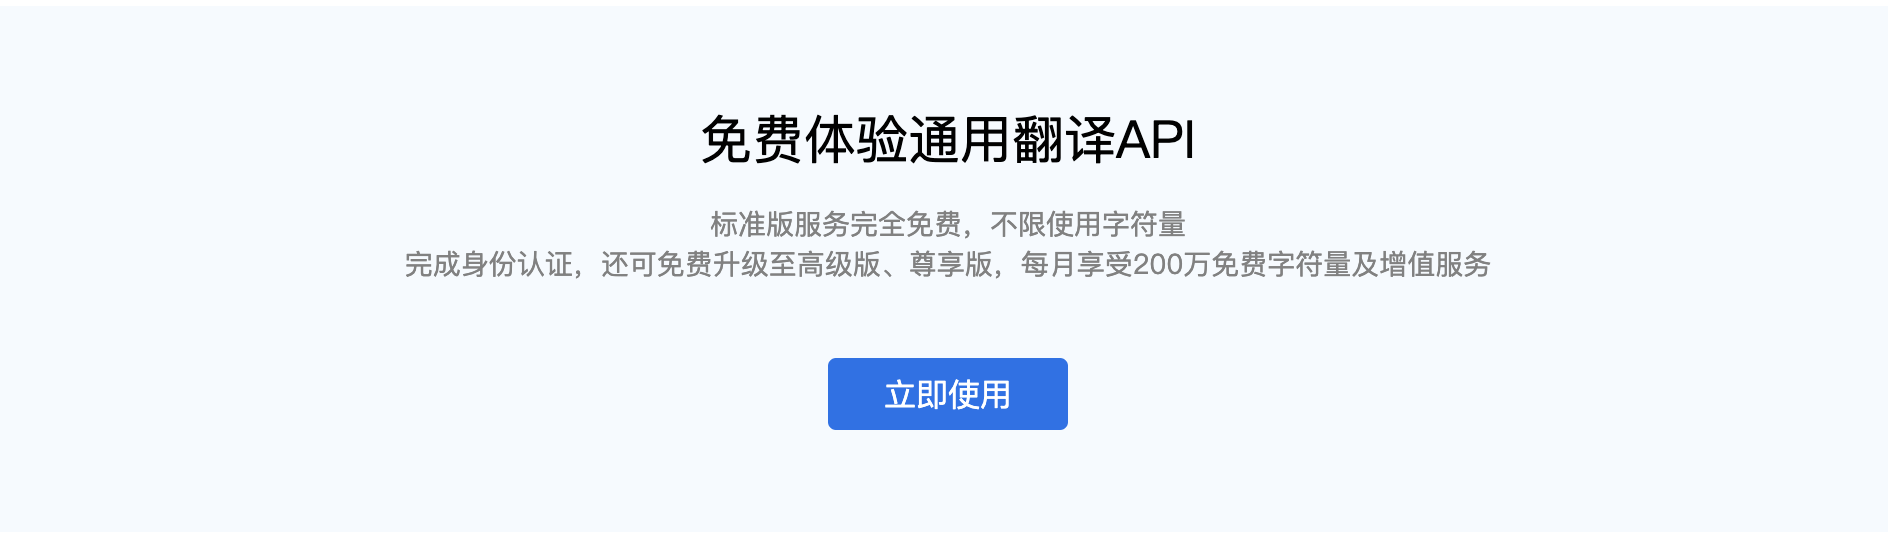 免费体验通用翻译API
标准版服务完全免费，不限使用字符量
完成身份认证，还可免费升级至高级版、尊享版，每月享受200万免费字符量及增值服务
立即使用